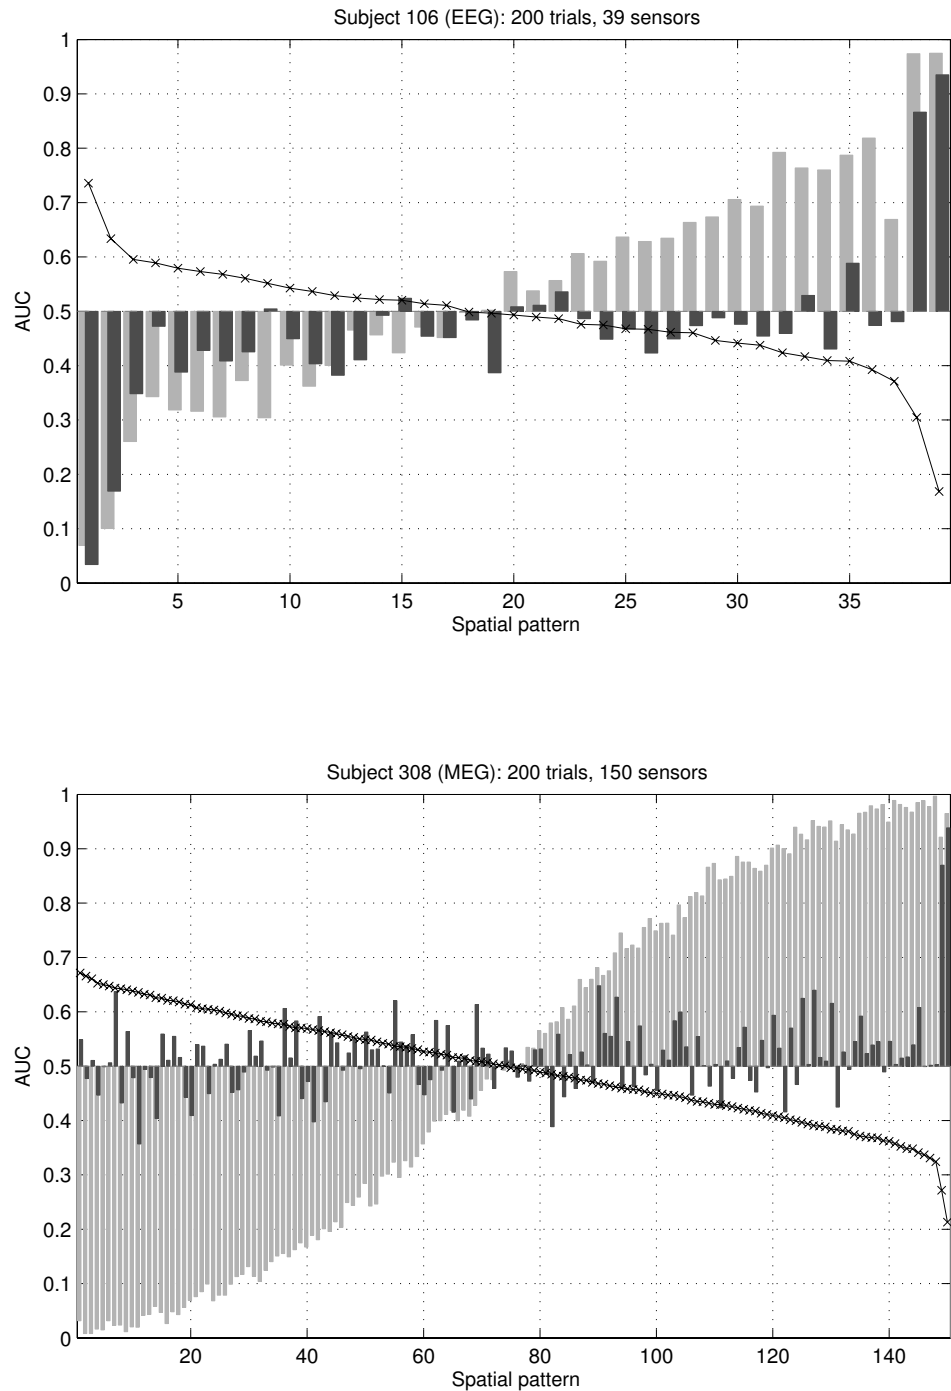 Subject 106 (EEG): 200 trials, 39 sensors
1
0.9
0.8
0.7
0.6
0.5
0.4
0.3
0.2
0.1
0
AUC
5 10 15 20 25 30 35
Spatial pattern
Subject 308 (MEG): 200 trials, 150 sensors
1
0.9
0.8
0.7
0.6
0.5
0.4
0.3
0.2
0.1
0
AUC
20 40 60 80 100 120 140
Spatial pattern